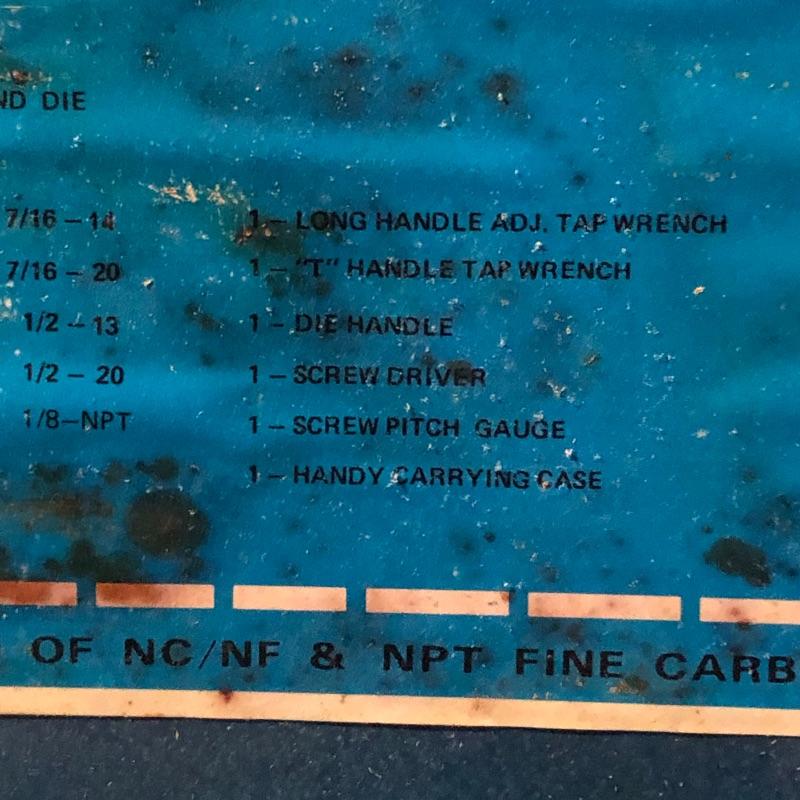 ND DIE
7/16 – 14 1 – LONG HANDLE ADJ. TAP WRENCH
7/16 – 20 1 – "T" HANDLE TAP WRENCH
1/2 – 13 1 – DIE HANDLE
1/2 – 20 1 – SCREW DRIVER
1/8–NPT 1 – SCREW PITCH GAUGE
1 – HANDY CARRYING CASE
OF NC/NF & NPT FINE CARB